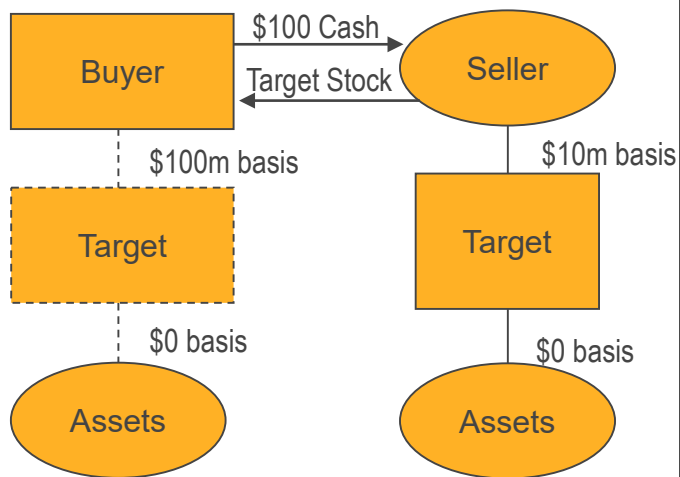 $100 Cash
Buyer
Seller
Target Stock
$100m basis
$10m basis
Target
Target
$0 basis
$0 basis
Assets
Assets